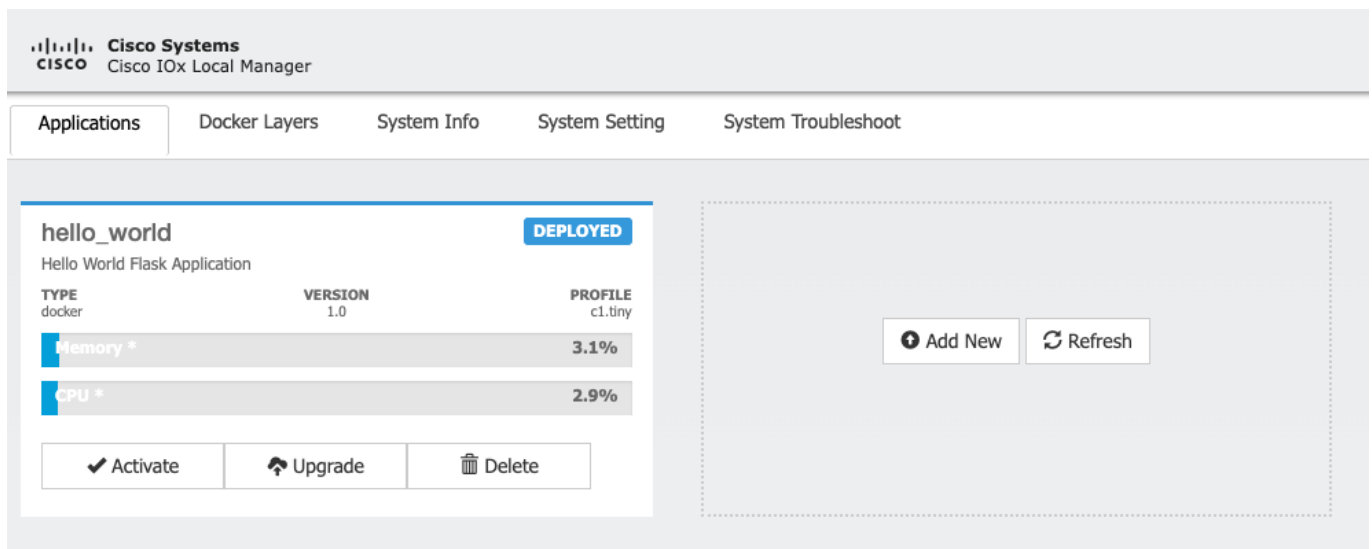 Cisco Systems
CISCO Cisco IOx Local Manager
Applications Docker Layers System Info System Setting System Troubleshoot
hello_world DEPLOYED
Hello World Flask Application
TYPE VERSION PROFILE
docker 1.0 c1.tiny
Memory * 3.1%
CPU * 2.9%
Activate Upgrade Delete
Add New Refresh